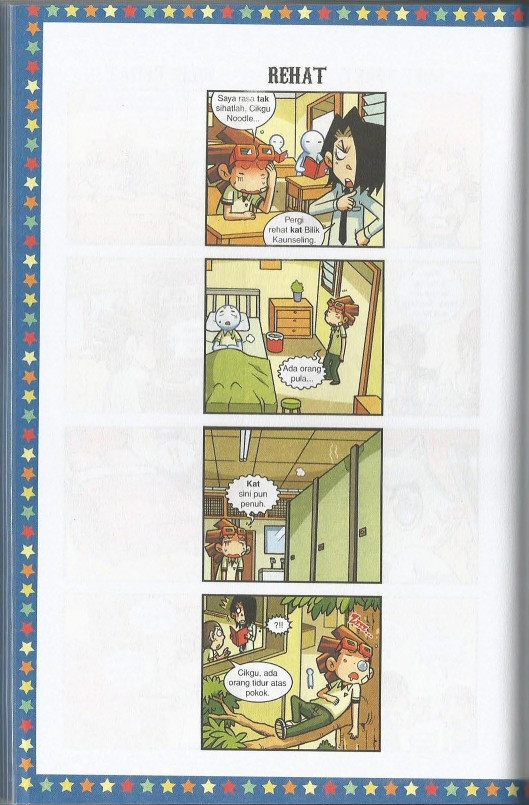 REHAT
Saya rasa tak
sihatlah, Cikgu
Noodle...
Pergi
rehat kat Bilik
Kaunseling.
Ada orang
pula...
Kat
sini pun
penuh.
Zzzz...
?!!
Cikgu, ada
orang tidur atas
pokok.